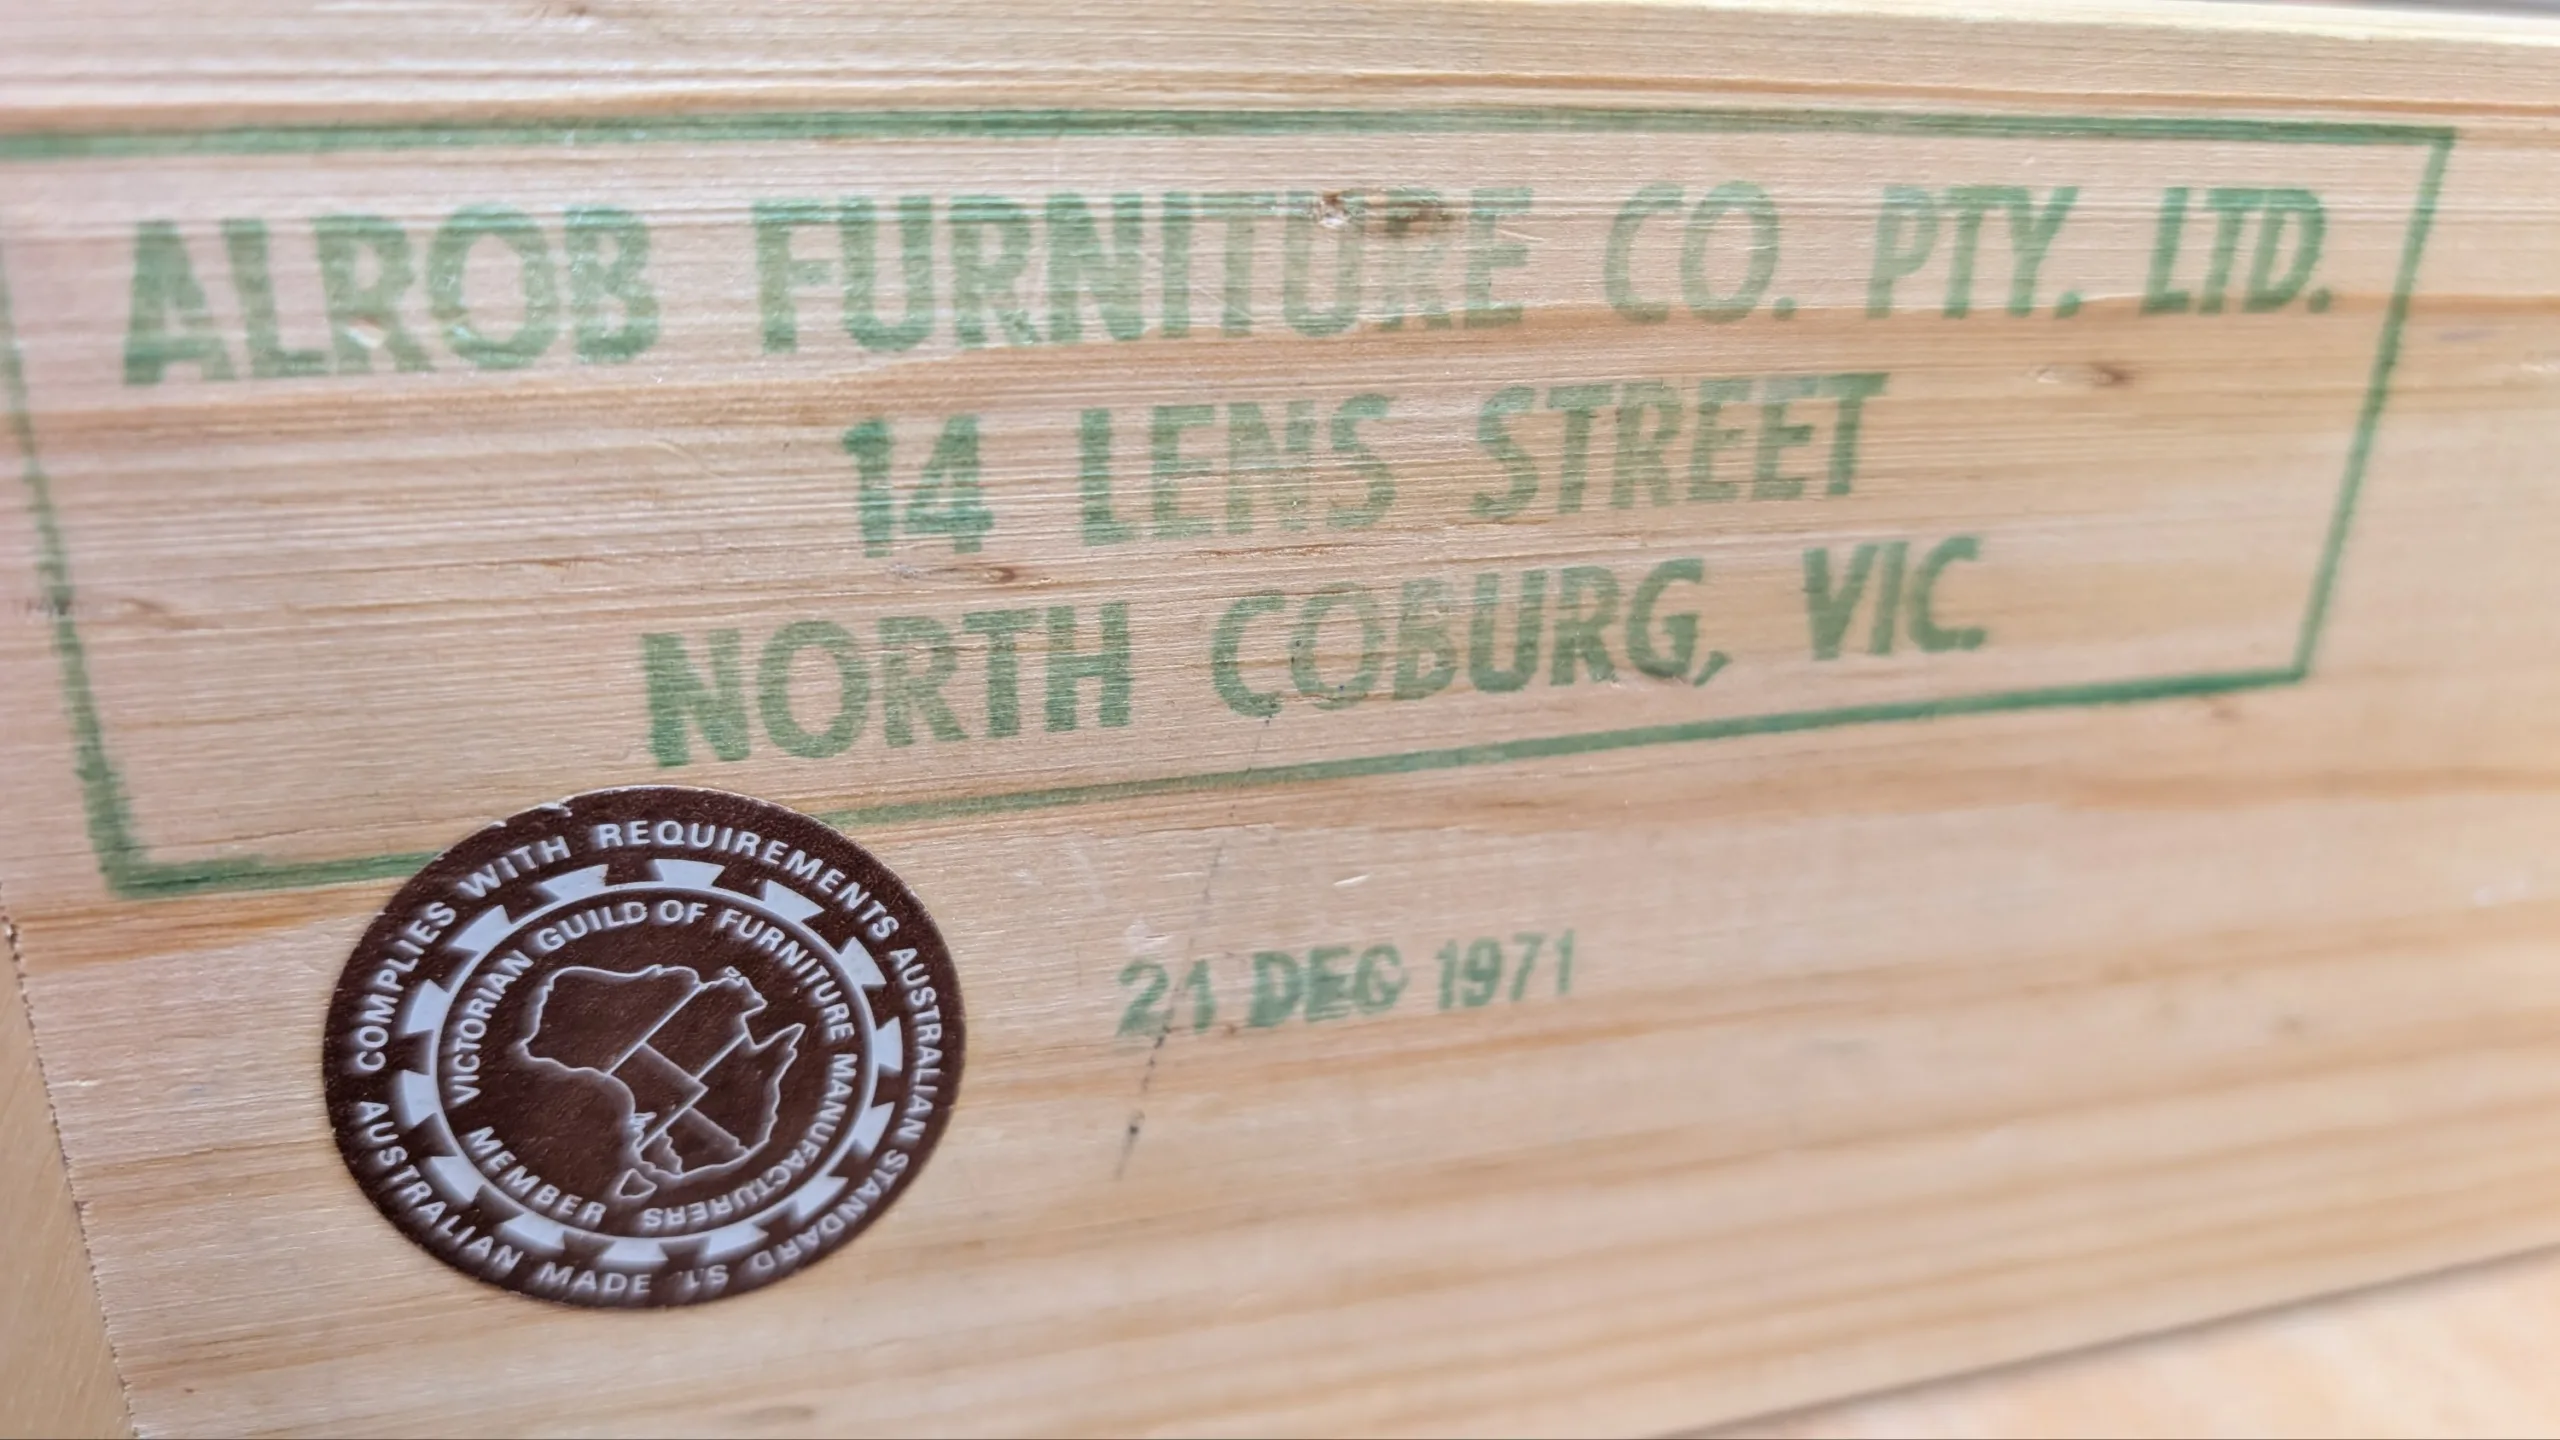 ALROB FURNITURE CO. PTY. LTD.
14 LENS STREET
NORTH COBURG, VIC.
21 DEC 1971
COMPLIES WITH REQUIREMENTS AUSTRALIAN STANDARD S1.
AUSTRALIAN MADE
VICTORIAN GUILD OF FURNITURE MANUFACTURERS
MEMBER